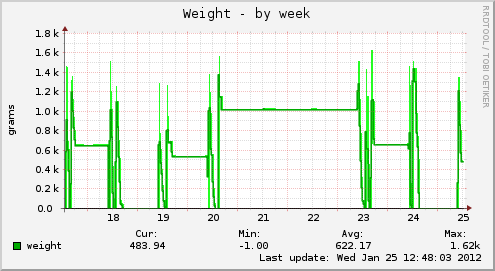 Weight - by week
RRDTOOL / TOBI OETIKER
grams
1.8 k
1.6 k
1.4 k
1.2 k
1.0 k
0.8 k
0.6 k
0.4 k
0.2 k
0.0
18 19 20 21 22 23 24 25
Cur: Min: Avg: Max:
weight 483.94 -1.00 622.17 1.62k
Last update: Wed Jan 25 12:48:03 2012